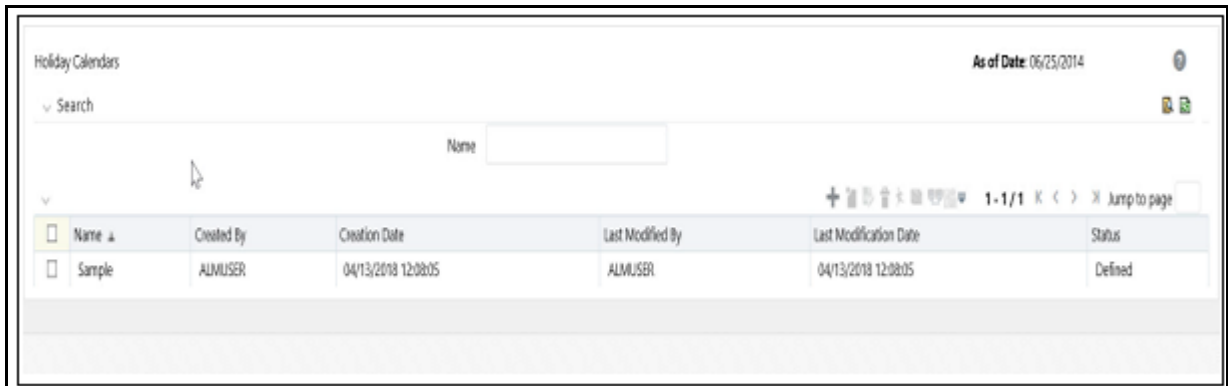 Holiday Calendars As of Date: 06/25/2014
Search
Name
1-1/1 Jump to page
Name Created By Creation Date Last Modified By Last Modification Date Status
Sample ALMUSER 04/13/2018 12:08:05 ALMUSER 04/13/2018 12:08:05 Defined